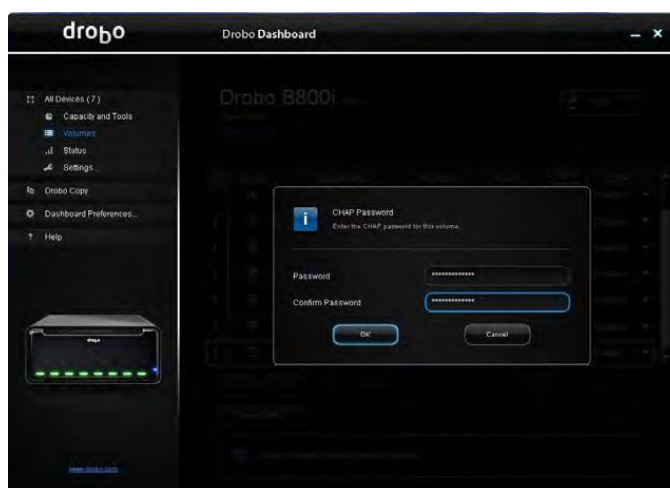 drobo
Drobo Dashboard
All Devices (7)
Capacity and Tools
Volumes
Status
Settings...
Drobo Copy
Dashboard Preferences...
? Help
Drobo B800i
CHAP Password
Enter the CHAP password for this volume.
Password
*************
Confirm Password
*************
OK
Cancel
drobo
www.drobo.com